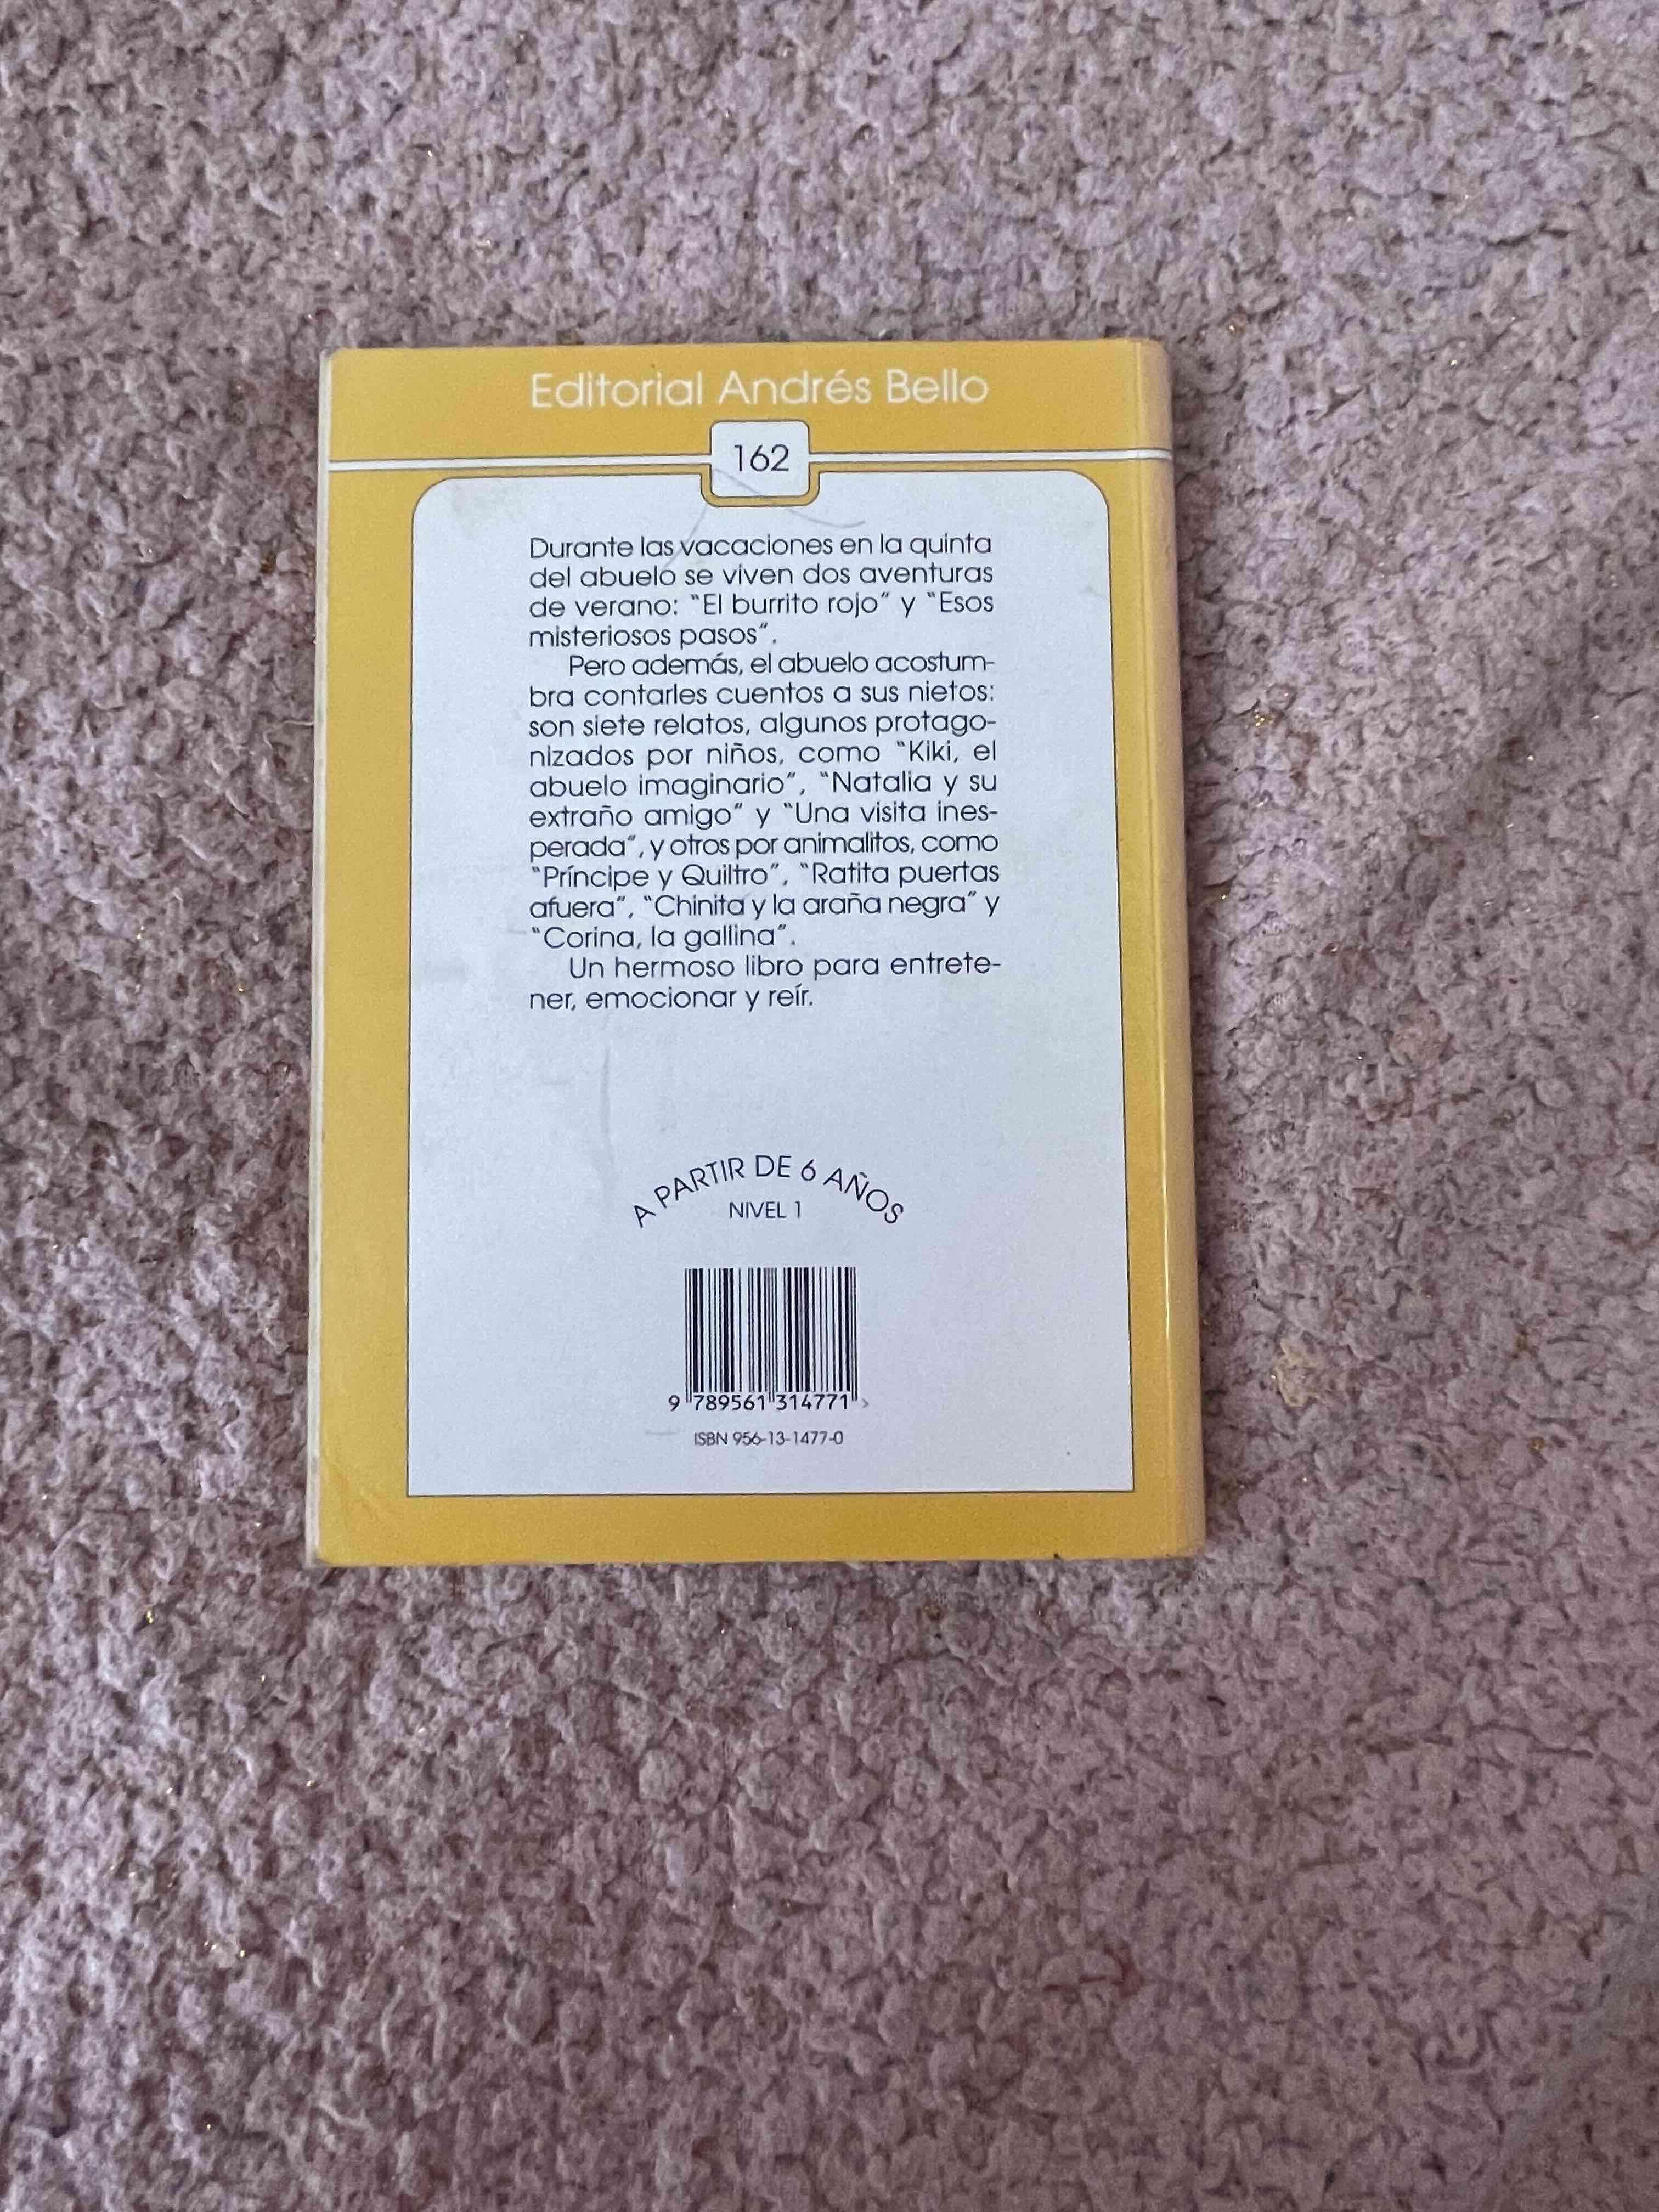 Editorial Andrés Bello
162
Durante las vacaciones en la quinta
del abuelo se viven dos aventuras
de verano: “El burrito rojo” y “Esos
misteriosos pasos”.
Pero además, el abuelo acostum-
bra contarles cuentos a sus nietos:
son siete relatos, algunos protago-
nizados por niños, como “Kiki, el
abuelo imaginario”, “Natalia y su
extraño amigo” y “Una visita ines-
perada”, y otros por animalitos, como
“Príncipe y Quiltro”, “Ratita puertas
afuera”, “Chinita y la araña negra” y
“Corina, la gallina”.
Un hermoso libro para entrete-
ner, emocionar y reír.
A PARTIR DE 6 AÑOS
NIVEL 1
9 789561 314771 >
ISBN 956-13-1477-0